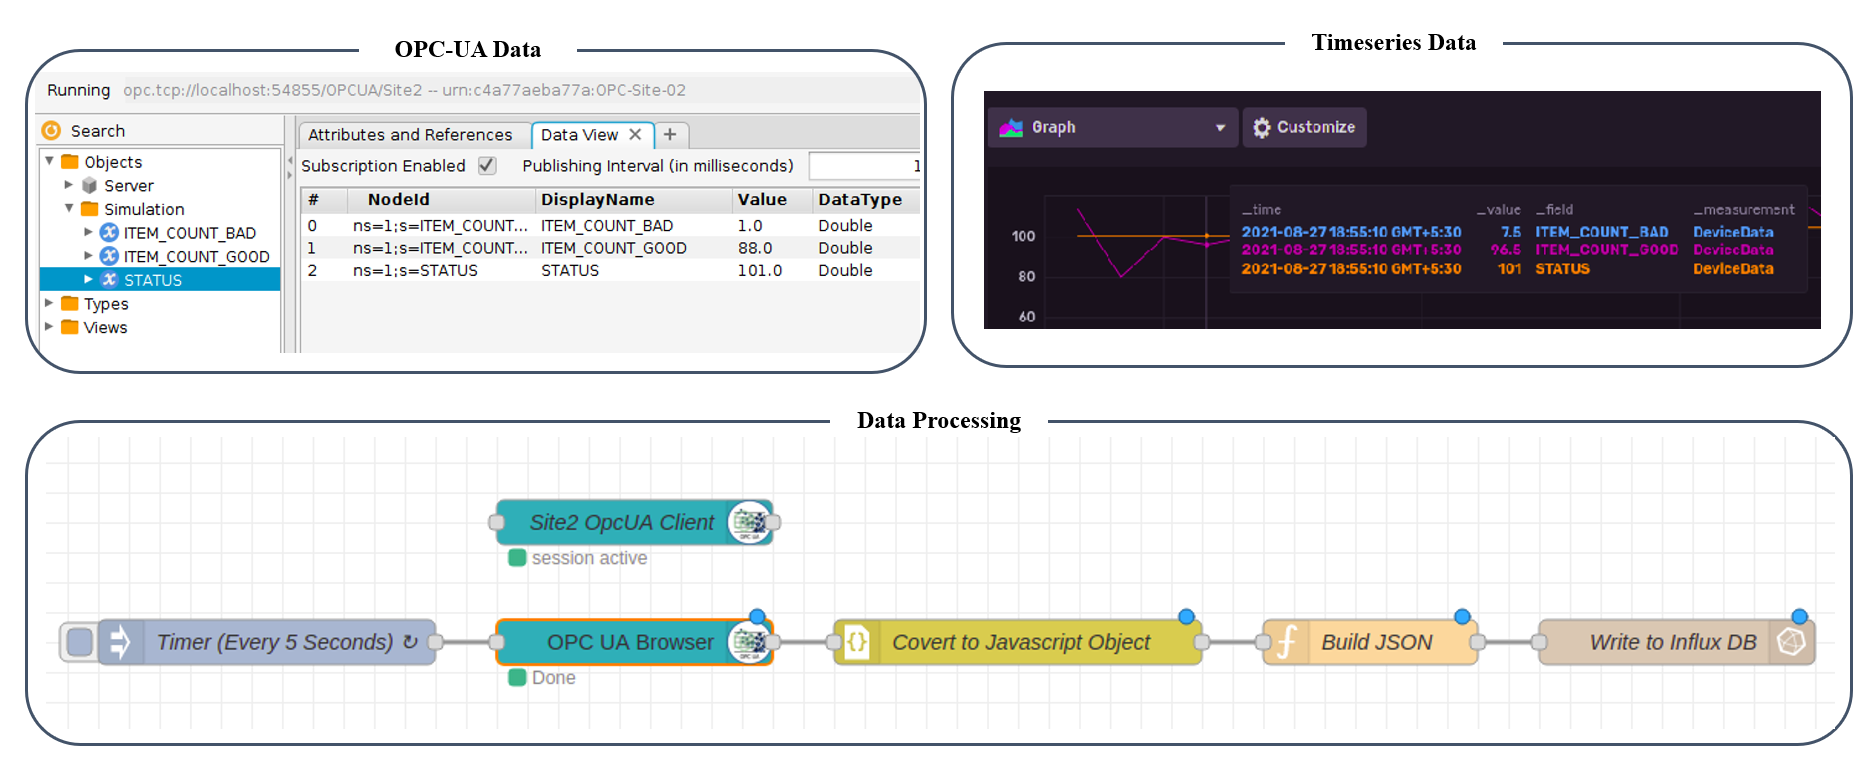 OPC-UA Data
Running opc.tcp://localhost:54855/OPCUA/Site2 -- urn:c4a77aeba77a:OPC-Site-02
Search
Objects
Server
Simulation
ITEM_COUNT_BAD
ITEM_COUNT_GOOD
STATUS
Types
Views
Attributes and References Data View ✕ +
Subscription Enabled ✓ Publishing Interval (in milliseconds) 1
# NodeId DisplayName Value DataType
0 ns=1;s=ITEM_COUNT... ITEM_COUNT_BAD 1.0 Double
1 ns=1;s=ITEM_COUNT... ITEM_COUNT_GOOD 88.0 Double
2 ns=1;s=STATUS STATUS 101.0 Double
Timeseries Data
Graph Customize
100
80
60
_time _value _field _measurement
2021-08-27 18:55:10 GMT+5:30 7.5 ITEM_COUNT_BAD DeviceData
2021-08-27 18:55:10 GMT+5:30 96.5 ITEM_COUNT_GOOD DeviceData
2021-08-27 18:55:10 GMT+5:30 101 STATUS DeviceData
Data Processing
Site2 OpcUA Client
OPC UA
session active
Timer (Every 5 Seconds) ↻
OPC UA Browser
OPC UA
Done
Covert to Javascript Object
Build JSON
Write to Influx DB